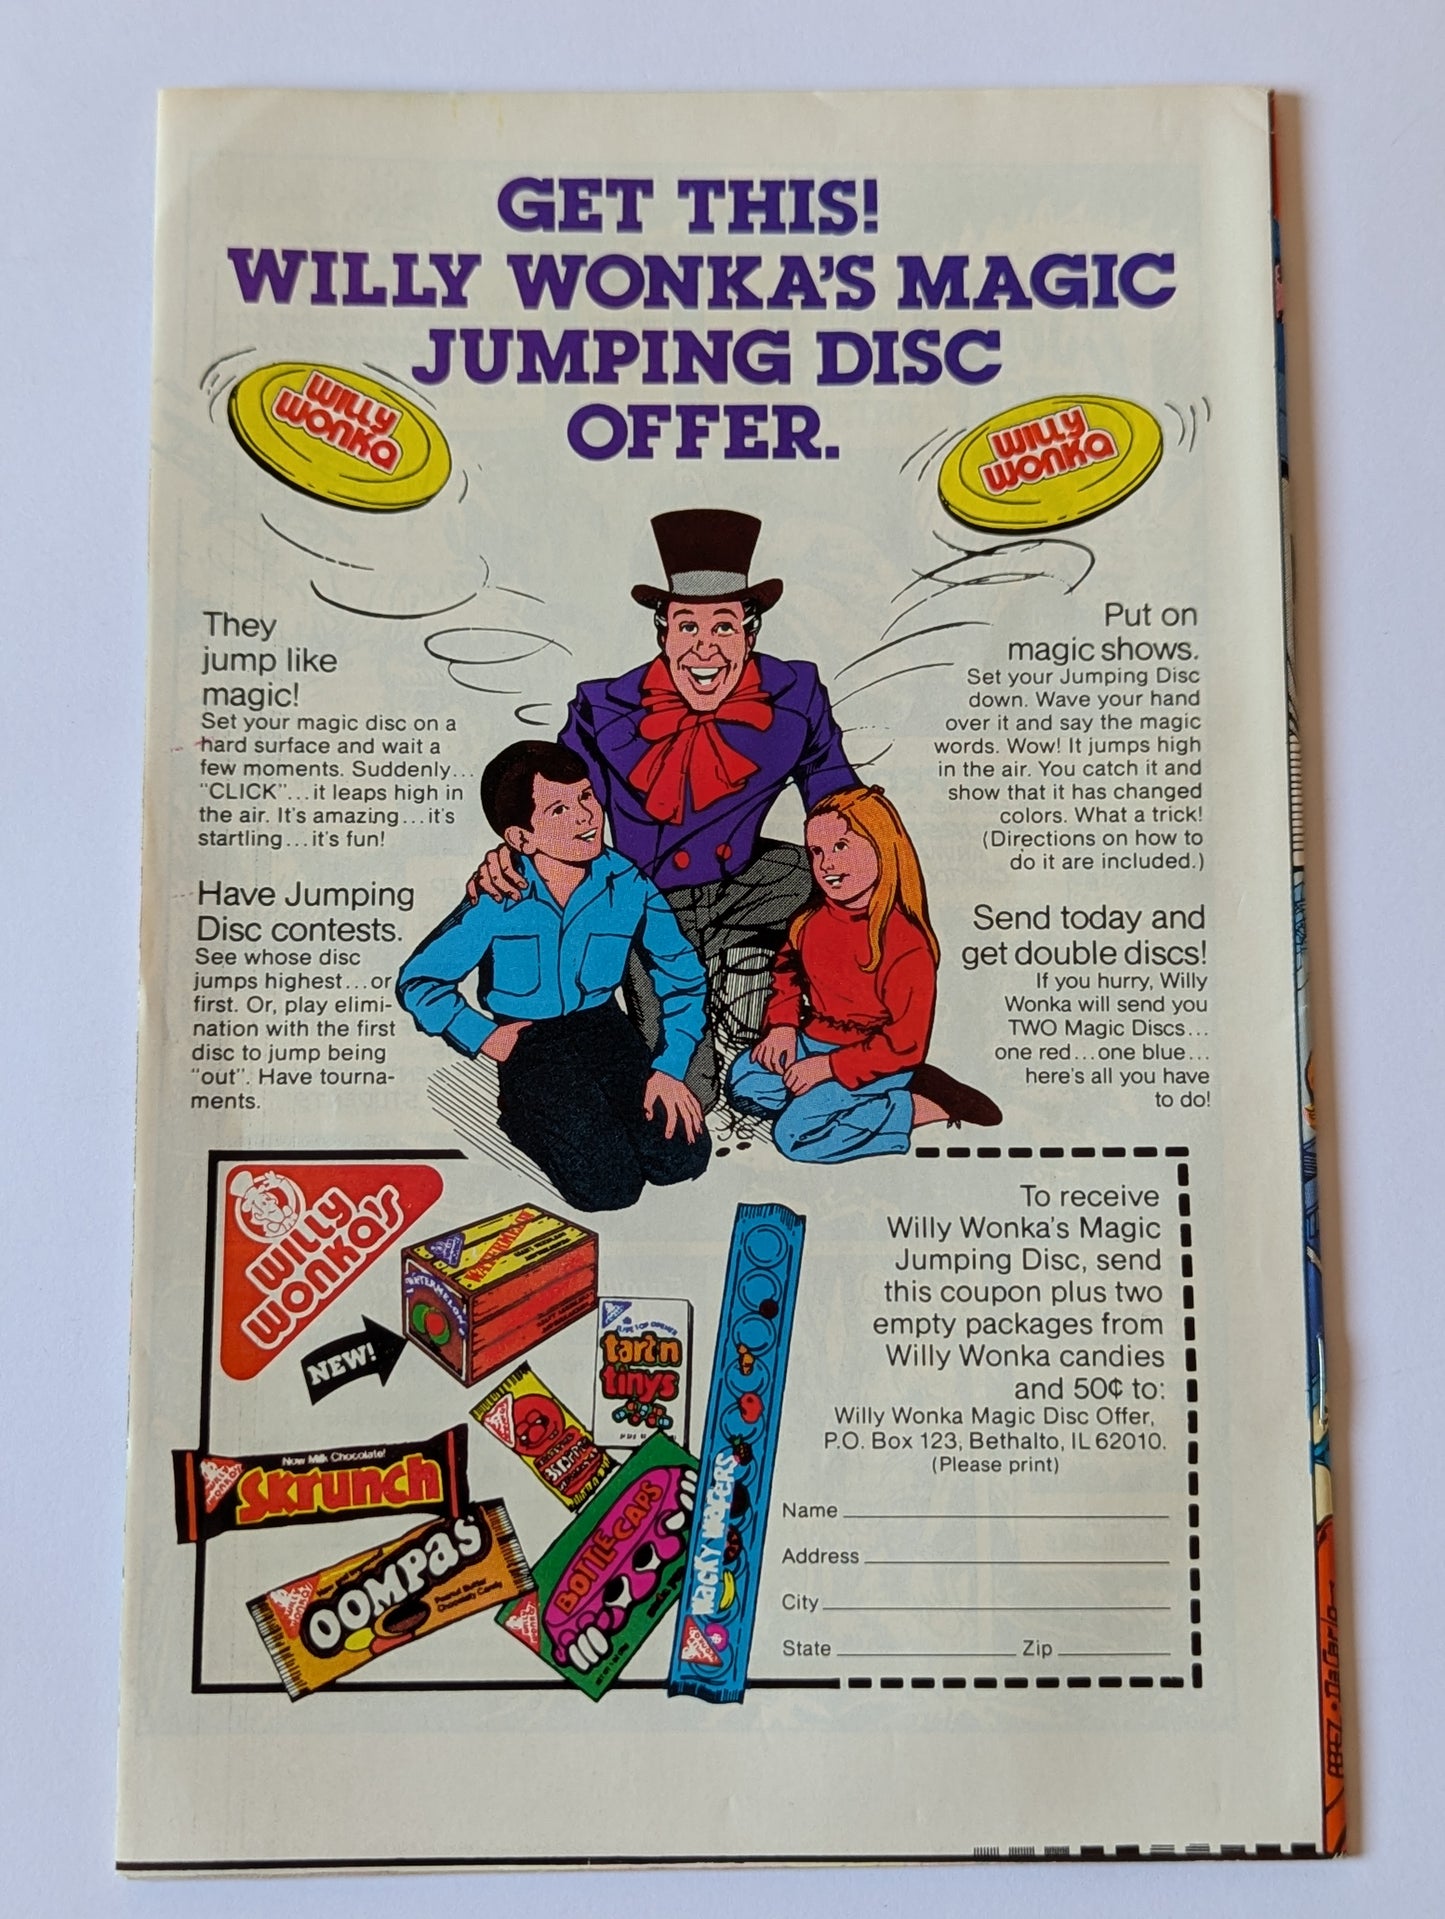 GET THIS!
WILLY WONKA'S MAGIC
JUMPING DISC
OFFER.
WILLY
WONKA
WILLY
WONKA
They
jump like
magic!
Set your magic disc on a
hard surface and wait a
few moments. Suddenly...
"CLICK"...it leaps high in
the air. It's amazing...it's
startling...it's fun!
Have Jumping
Disc contests.
See whose disc
jumps highest...or
first. Or, play elimi-
nation with the first
disc to jump being
"out". Have tourna-
ments.
Put on
magic shows.
Set your Jumping Disc
down. Wave your hand
over it and say the magic
words. Wow! It jumps high
in the air. You catch it and
show that it has changed
colors. What a trick!
(Directions on how to
do it are included.)
Send today and
get double discs!
If you hurry, Willy
Wonka will send you
TWO Magic Discs...
one red...one blue...
here's all you have
to do!
WILLY
WONKA'S
NEW!
WATERMELON
WATERMELON
tart n
tinys
Now Milk Chocolate!
Skrunch
OOMPAS
Peanut Butter
Chocolatey Candy
BOTTLE CAPS
WACKY WAFERS
To receive
Willy Wonka's Magic
Jumping Disc, send
this coupon plus two
empty packages from
Willy Wonka candies
and 50¢ to:
Willy Wonka Magic Disc Offer,
P.O. Box 123, Bethalto, IL 62010.
(Please print)
Name
Address
City
State Zip
PEREZ • DeCarlo